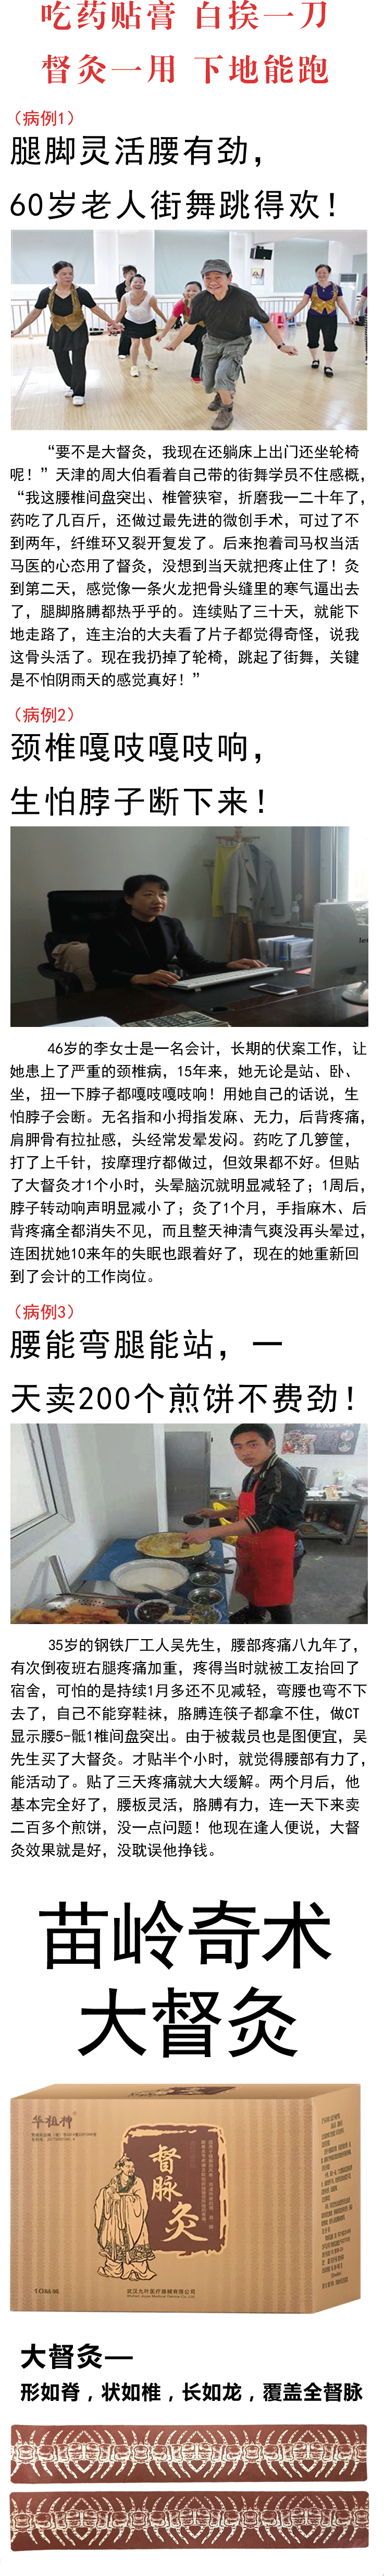 吃药贴膏 白挨一刀
督灸一用 下地能跑
（病例1）
腿脚灵活腰有劲，
60岁老人街舞跳得欢！
“要不是大督灸，我现在还躺床上出门还坐轮椅
呢！”天津的周大伯看着自己带的街舞学员不住感概，
“我这腰椎间盘突出、椎管狭窄，折磨我一二十年了，
药吃了几百斤，还做过最先进的微创手术，可过了不
到两年，纤维环又裂开复发了。后来抱着司马权当活
马医的心态用了督灸，没想到当天就把疼止住了！灸
到第二天，感觉像一条火龙把骨头缝里的寒气逼出去
了，腿脚胳膊都热乎乎的。连续贴了三十天，就能下
地走路了，连主治的大夫看了片子都觉得奇怪，说我
这骨头活了。现在我扔掉了轮椅，跳起了街舞，关键
是不怕阴雨天的感觉真好！”
（病例2）
颈椎嘎吱嘎吱响，
生怕脖子断下来！
46岁的李女士是一名会计，长期的伏案工作，让
她患上了严重的颈椎病，15年来，她无论是站、卧、
坐，扭一下脖子都嘎吱嘎吱响！用她自己的话说，生
怕脖子会断。无名指和小拇指发麻、无力，后背疼痛，
肩胛骨有拉扯感，头经常发晕发闷。药吃了几箩筐，
打了上千针，按摩理疗都做过，但效果都不好。但贴
了大督灸才1个小时，头晕脑沉就明显减轻了；1周后，
脖子转动响声明显减小了；灸了1个月，手指麻木、后
背疼痛全都消失不见，而且整天神清气爽没再头晕过，
连困扰她10来年的失眠也跟着好了，现在的她重新回
到了会计的工作岗位。
（病例3）
腰能弯腿能站，一
天卖200个煎饼不费劲！
35岁的钢铁厂工人吴先生，腰部疼痛八九年了，
有次倒夜班右腿疼痛加重，疼得当时就被工友抬回了
宿舍，可怕的是持续1月多还不见减轻，弯腰也弯不下
去了，自己不能穿鞋袜，胳膊连筷子都拿不住，做CT
显示腰5-骶1椎间盘突出。由于被裁员也是图便宜，吴
先生买了大督灸。才贴半个小时，就觉得腰部有力了，
能活动了。贴了三天疼痛就大大缓解。两个月后，他
基本完全好了，腰板灵活，胳膊有力，连一天下来卖
二百多个煎饼，没一点问题！他现在逢人便说，大督
灸效果就是好，没耽误他挣钱。
苗岭奇术
大督灸
华祖神
督脉灸
武汉九叶医疗器械有限公司
大督灸—
形如脊，状如椎，长如龙，覆盖全督脉